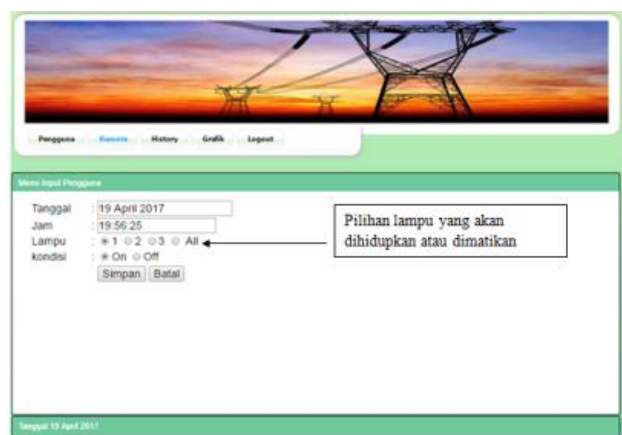 Pengguna Remote History Grafik Logout
Menu Input Pengguna
Tanggal : 19 April 2017
Jam : 19:56:25
Lampu : 1 2 3 All
kondisi : On Off
Simpan Batal
Pilihan lampu yang akan
dihidupkan atau dimatikan
Tanggal 19 April 2017